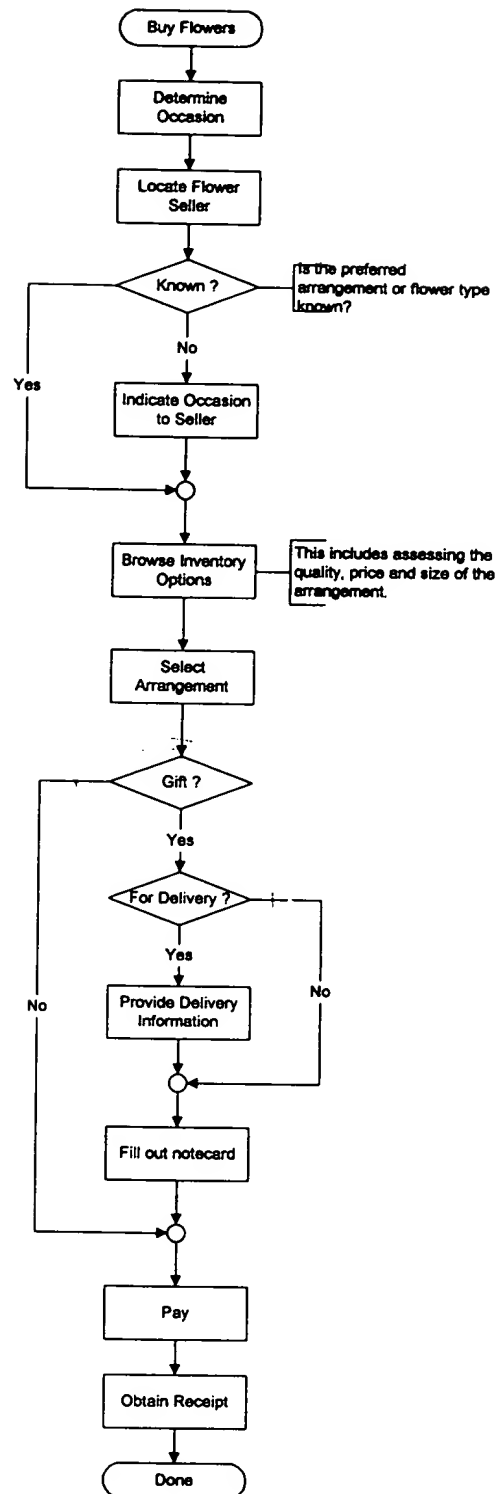 Buy Flowers
Determine
Occasion
Locate Flower
Seller
Known ?
Is the preferred
arrangement or flower type
known?
No
Yes
Indicate Occasion
to Seller
Browse Inventory
Options
This includes assessing the
quality, price and size of the
arrangement.
Select
Arrangement
Gift ?
Yes
For Delivery ?
Yes
No
No
Provide Delivery
Information
Fill out notecard
Pay
Obtain Receipt
Done